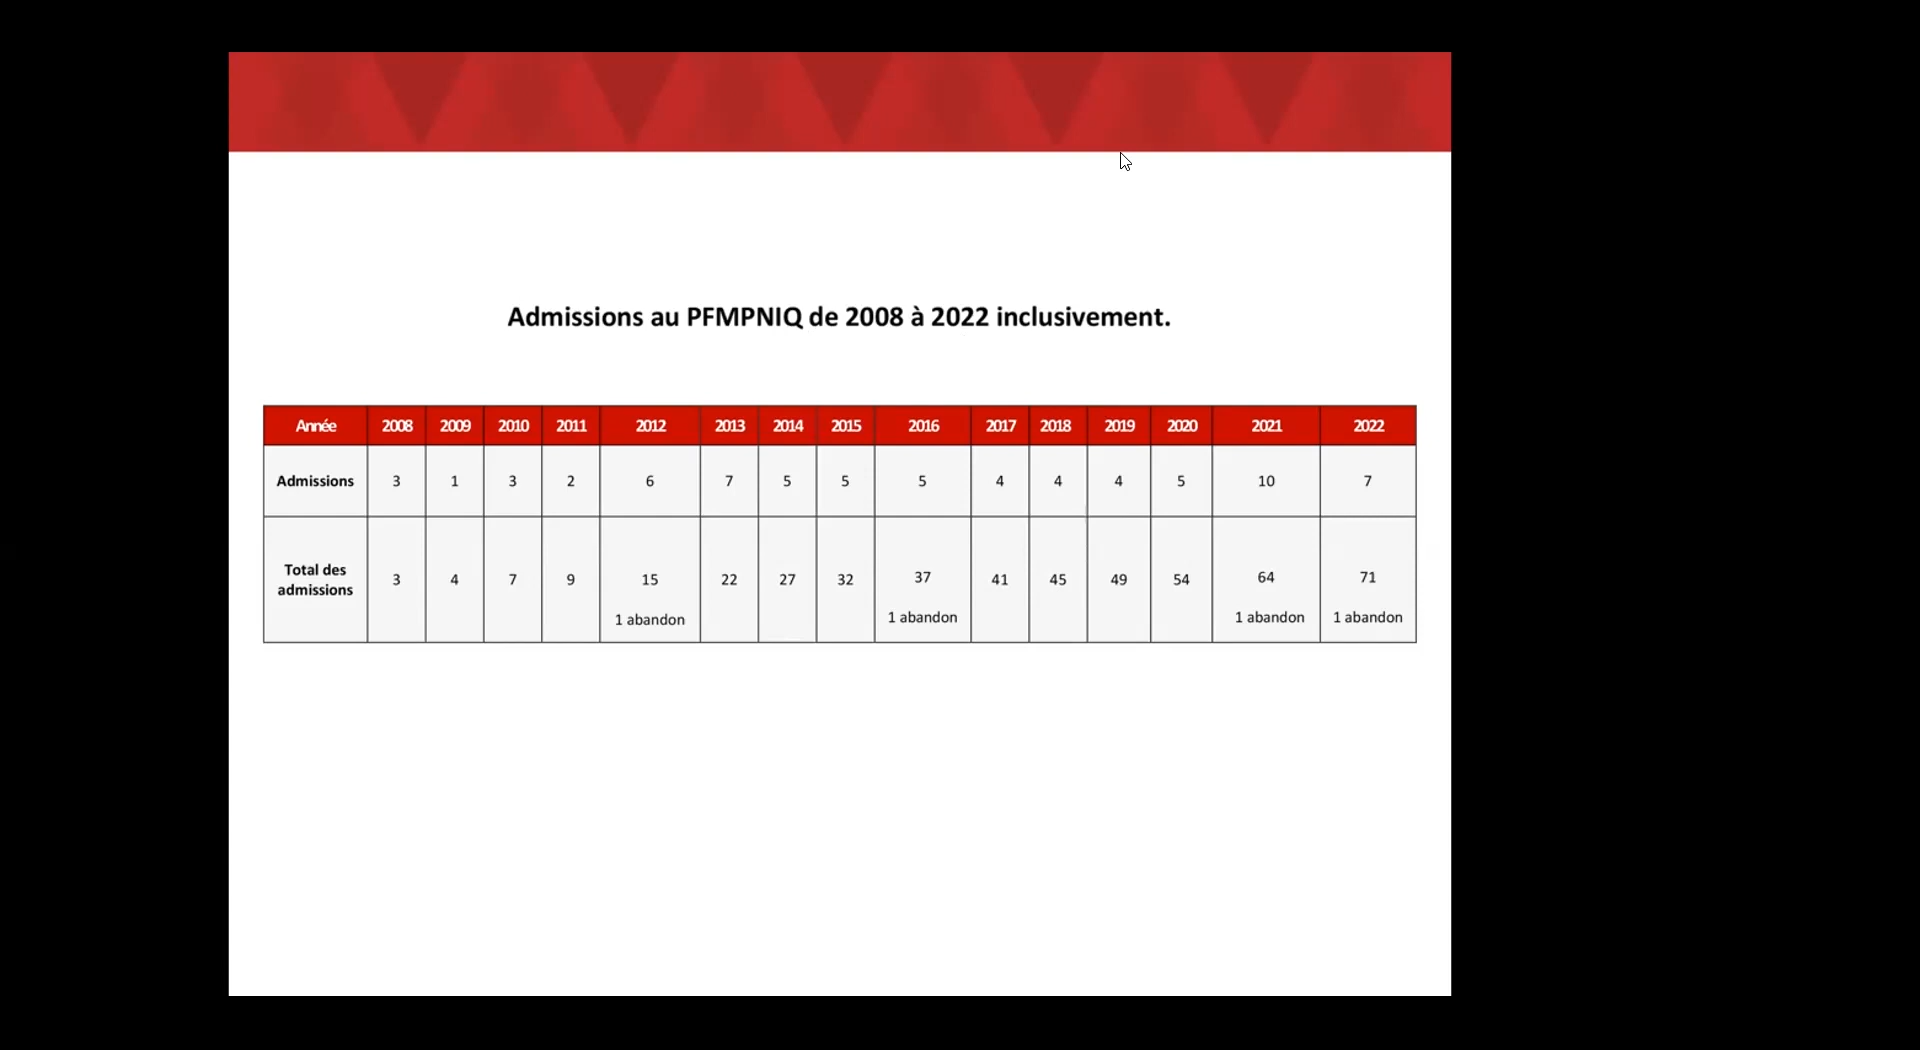 Admissions au PFMPNIQ de 2008 à 2022 inclusivement.
Année 2008 2009 2010 2011 2012 2013 2014 2015 2016 2017 2018 2019 2020 2021 2022
Admissions 3 1 3 2 6 7 5 5 5 4 4 4 5 10 7
Total des admissions 3 4 7 9 15 22 27 32 37 41 45 49 54 64 71
1 abandon 1 abandon 1 abandon 1 abandon